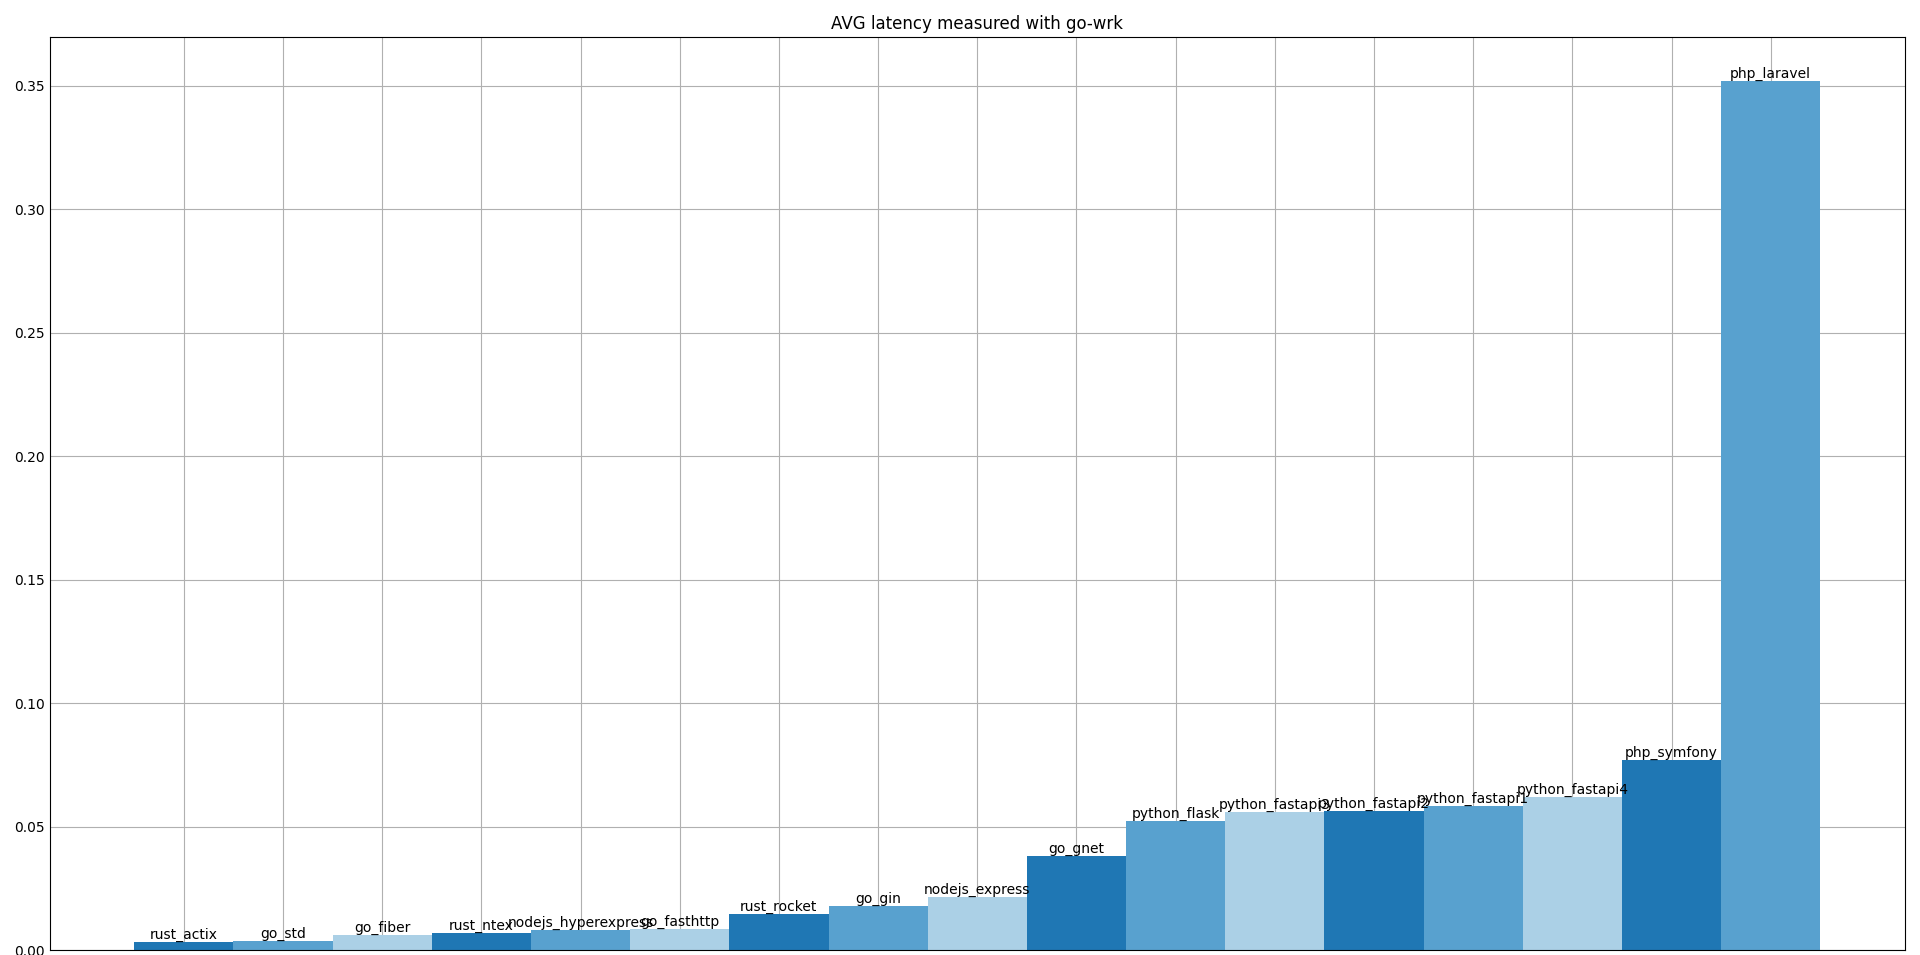 AVG latency measured with go-wrk
0.35
0.30
0.25
0.20
0.15
0.10
0.05
0.00
rust_actix
go_std
go_fiber
rust_ntex
nodejs_hyperexpress
go_fasthttp
rust_rocket
go_gin
nodejs_express
go_gnet
python_flask
python_fastapi3
python_fastapi2
python_fastapi1
python_fastapi4
php_symfony
php_laravel